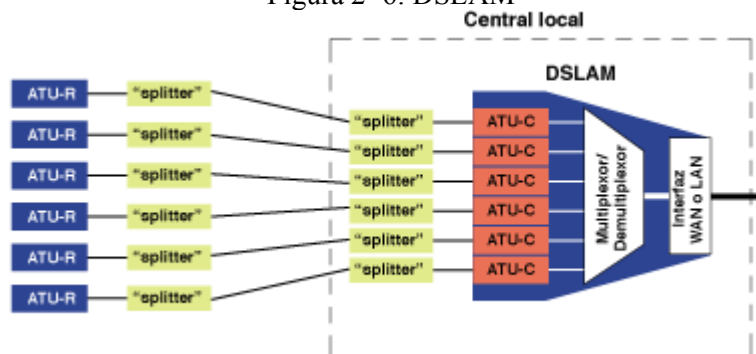 Figura 2- 6: DSLAM
Central local
DSLAM
ATU-R "splitter" "splitter" ATU-C
ATU-R "splitter" "splitter" ATU-C
ATU-R "splitter" "splitter" ATU-C
ATU-R "splitter" "splitter" ATU-C
ATU-R "splitter" "splitter" ATU-C
ATU-R "splitter" "splitter" ATU-C
Multiplexor/
Demultiplexor
Interfaz
WAN o LAN